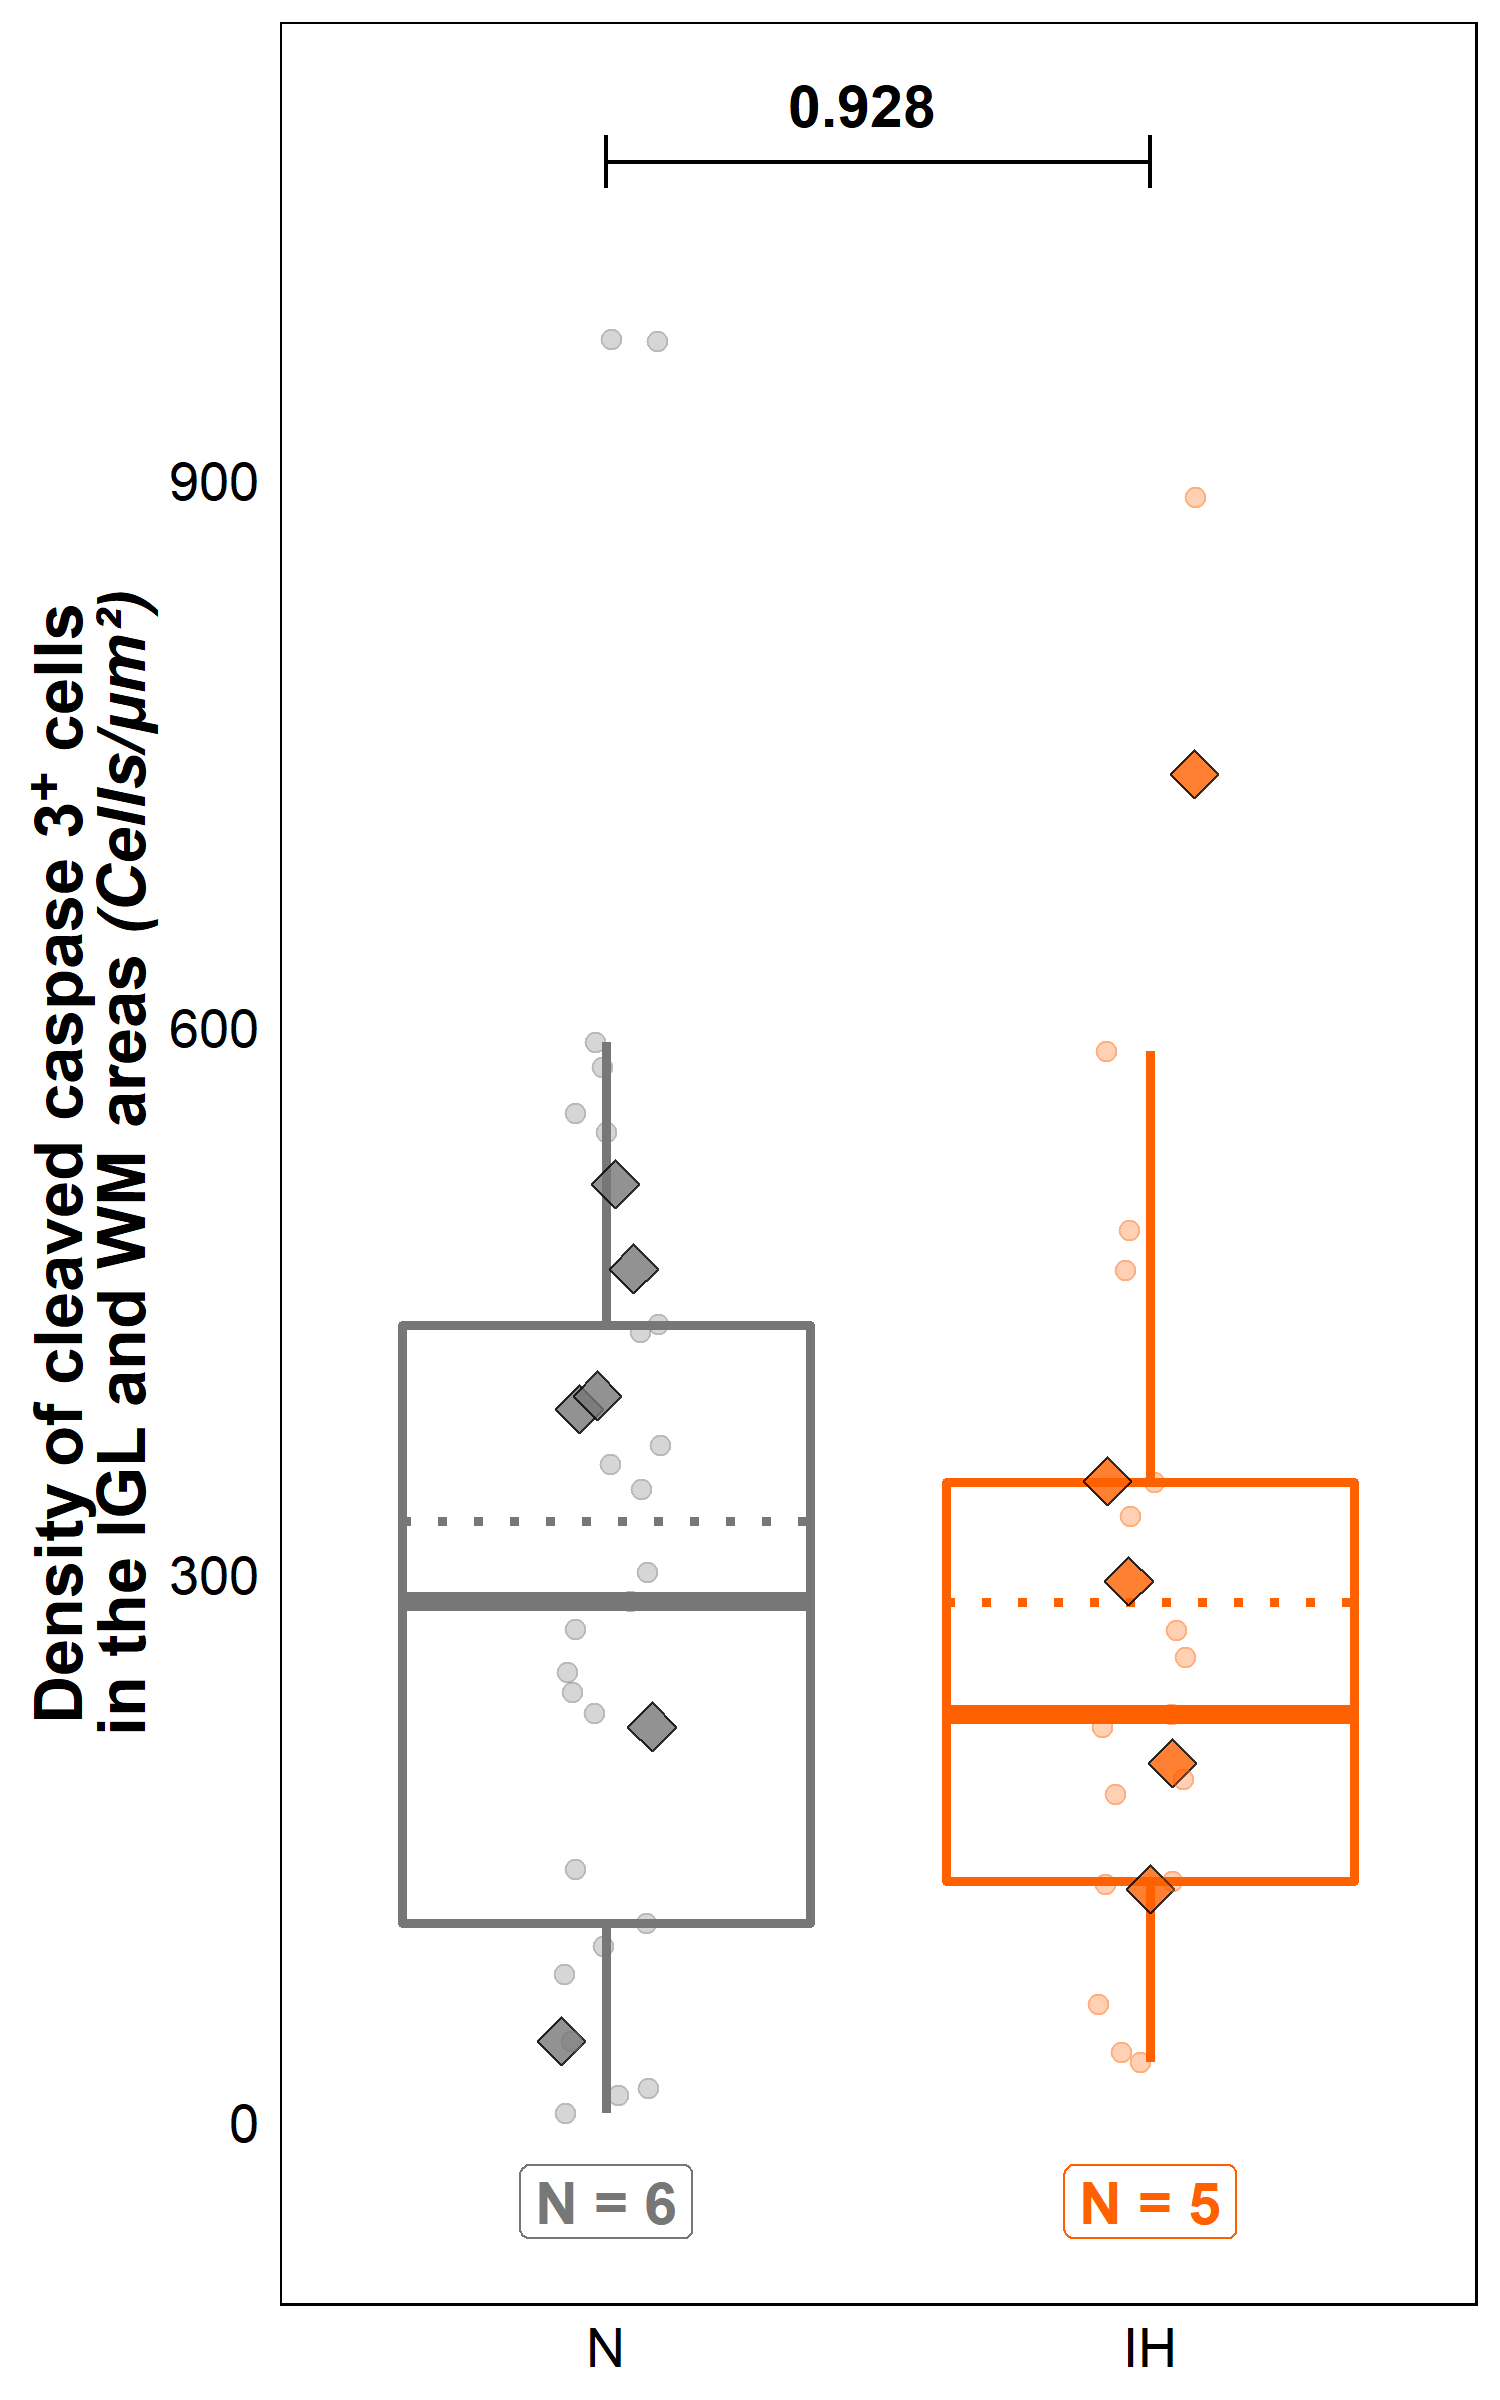 0.928
Density of cleaved caspase 3⁺ cells
in the IGL and WM areas (Cells/µm²)
900
600
300
0
N = 6
N = 5
N
IH